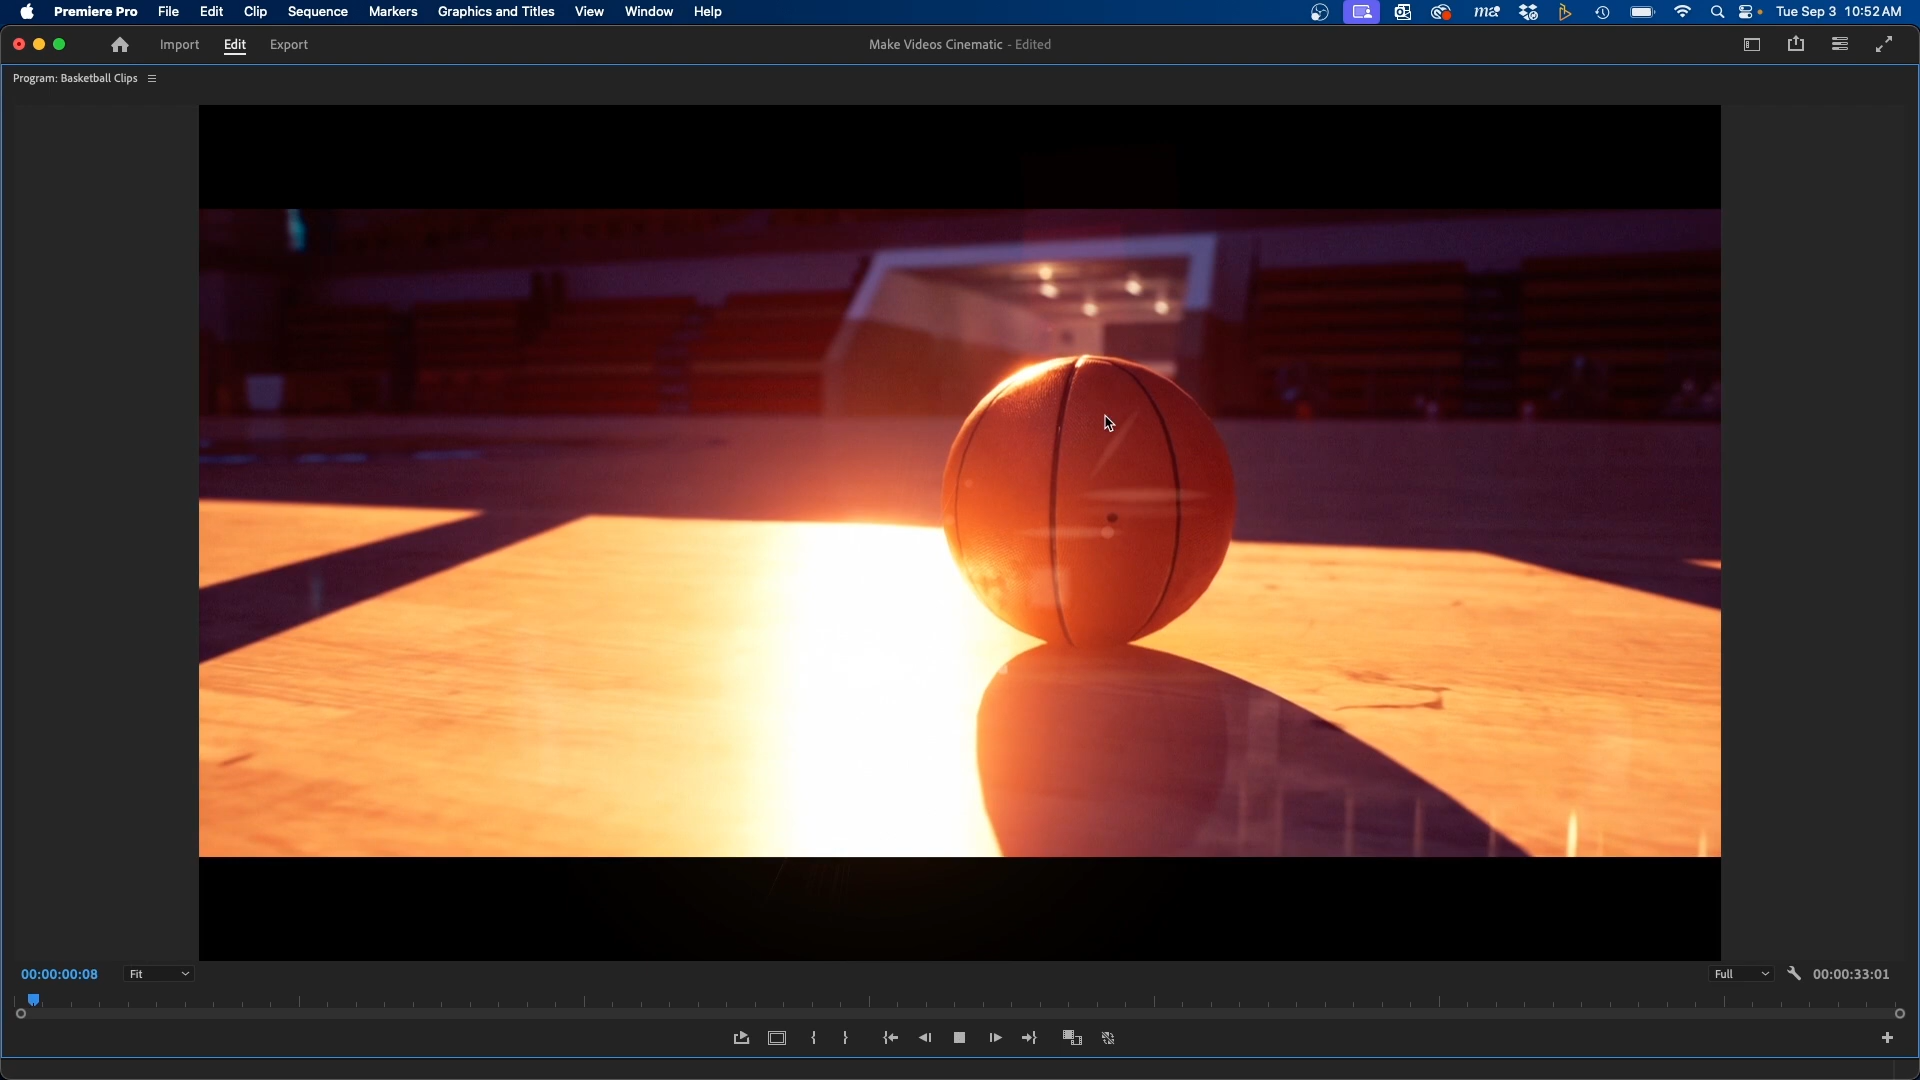 Premiere Pro File Edit Clip Sequence Markers Graphics and Titles View Window Help
Tue Sep 3 10:52 AM
Import Edit Export
Make Videos Cinematic - Edited
Program: Basketball Clips
00:00:00:08 Fit
Full 00:00:33:01